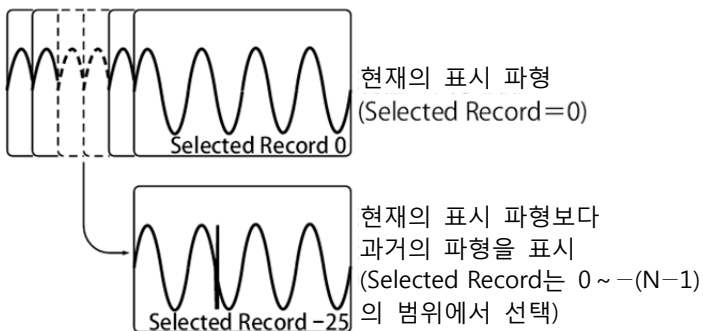 현재의 표시 파형
(Selected Record=0)
Selected Record 0
현재의 표시 파형보다
과거의 파형을 표시
(Selected Record는 0~-(N-1)
의 범위에서 선택)
Selected Record -25